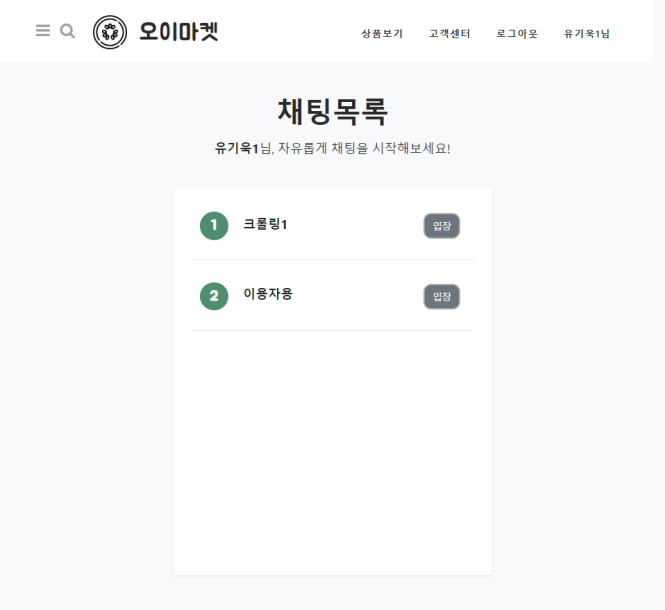 오이마켓
상품보기 고객센터 로그아웃 유기욱1님
채팅목록
유기욱1님, 자유롭게 채팅을 시작해보세요!
1 크롤링1 입장
2 이용자용 입장